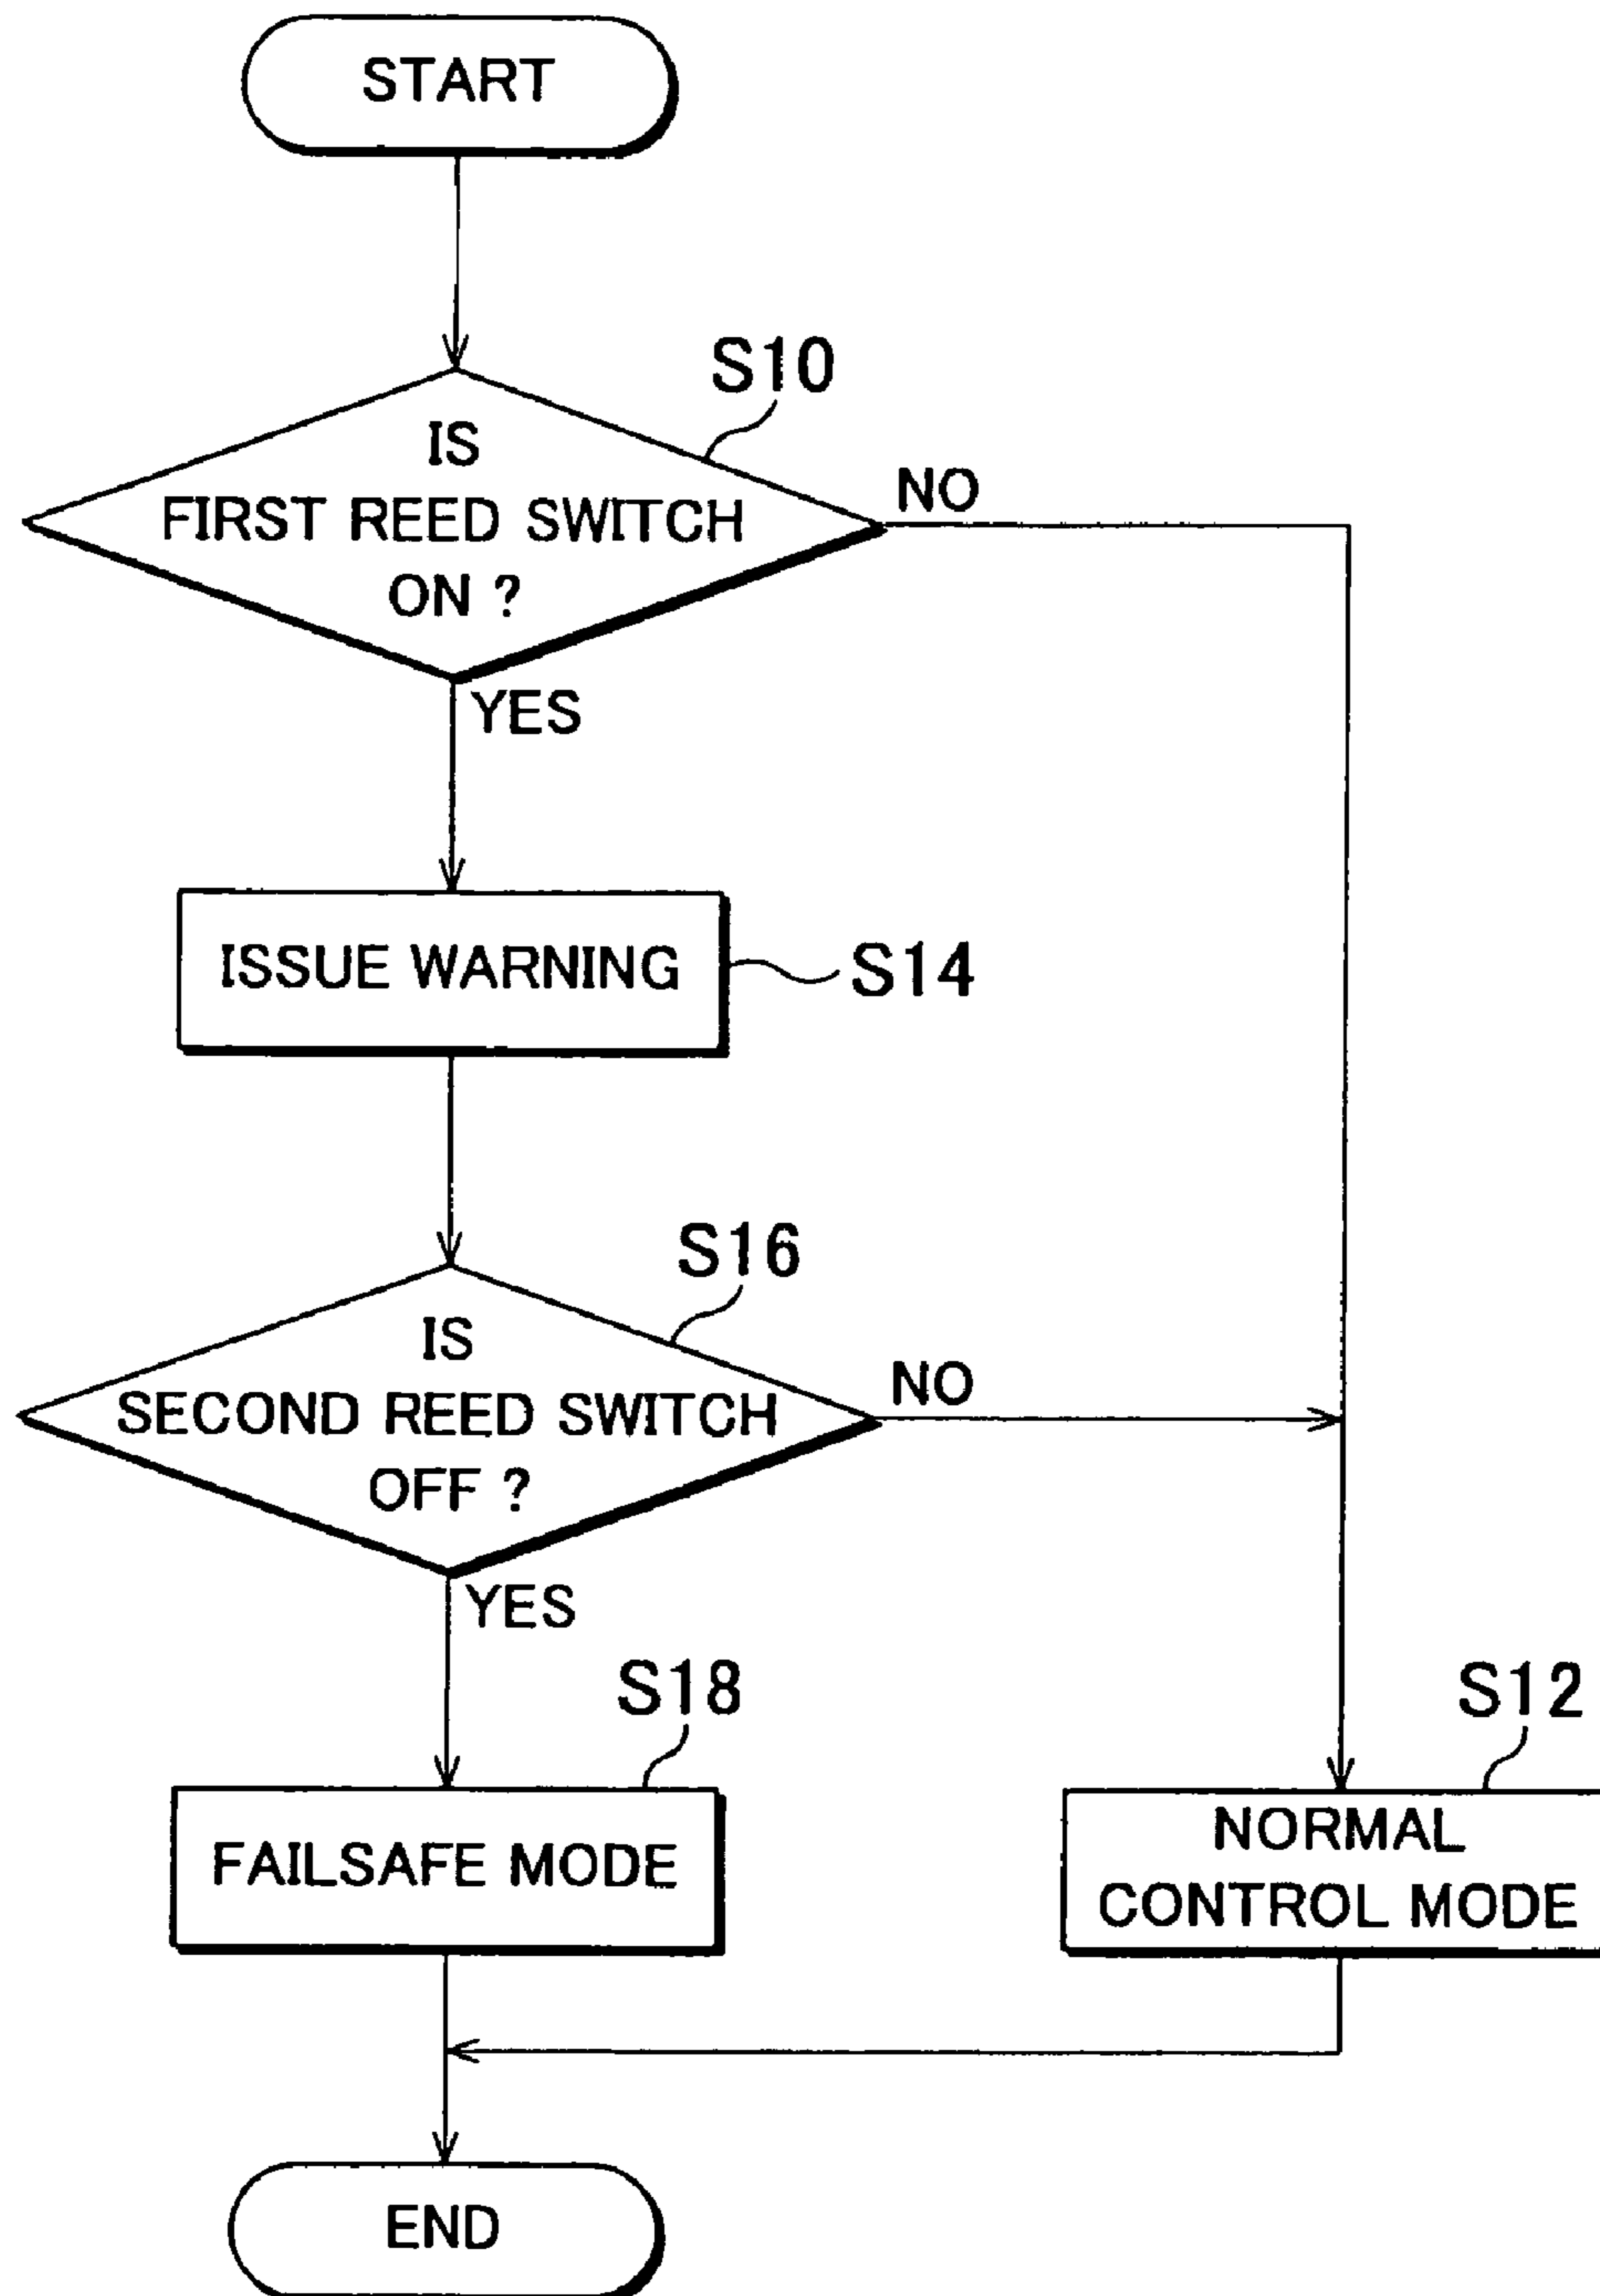 START
S10
IS
FIRST REED SWITCH
ON ?
NO
YES
ISSUE WARNING
S14
S16
IS
SECOND REED SWITCH
OFF ?
NO
YES
S18
FAILSAFE MODE
S12
NORMAL
CONTROL MODE
END